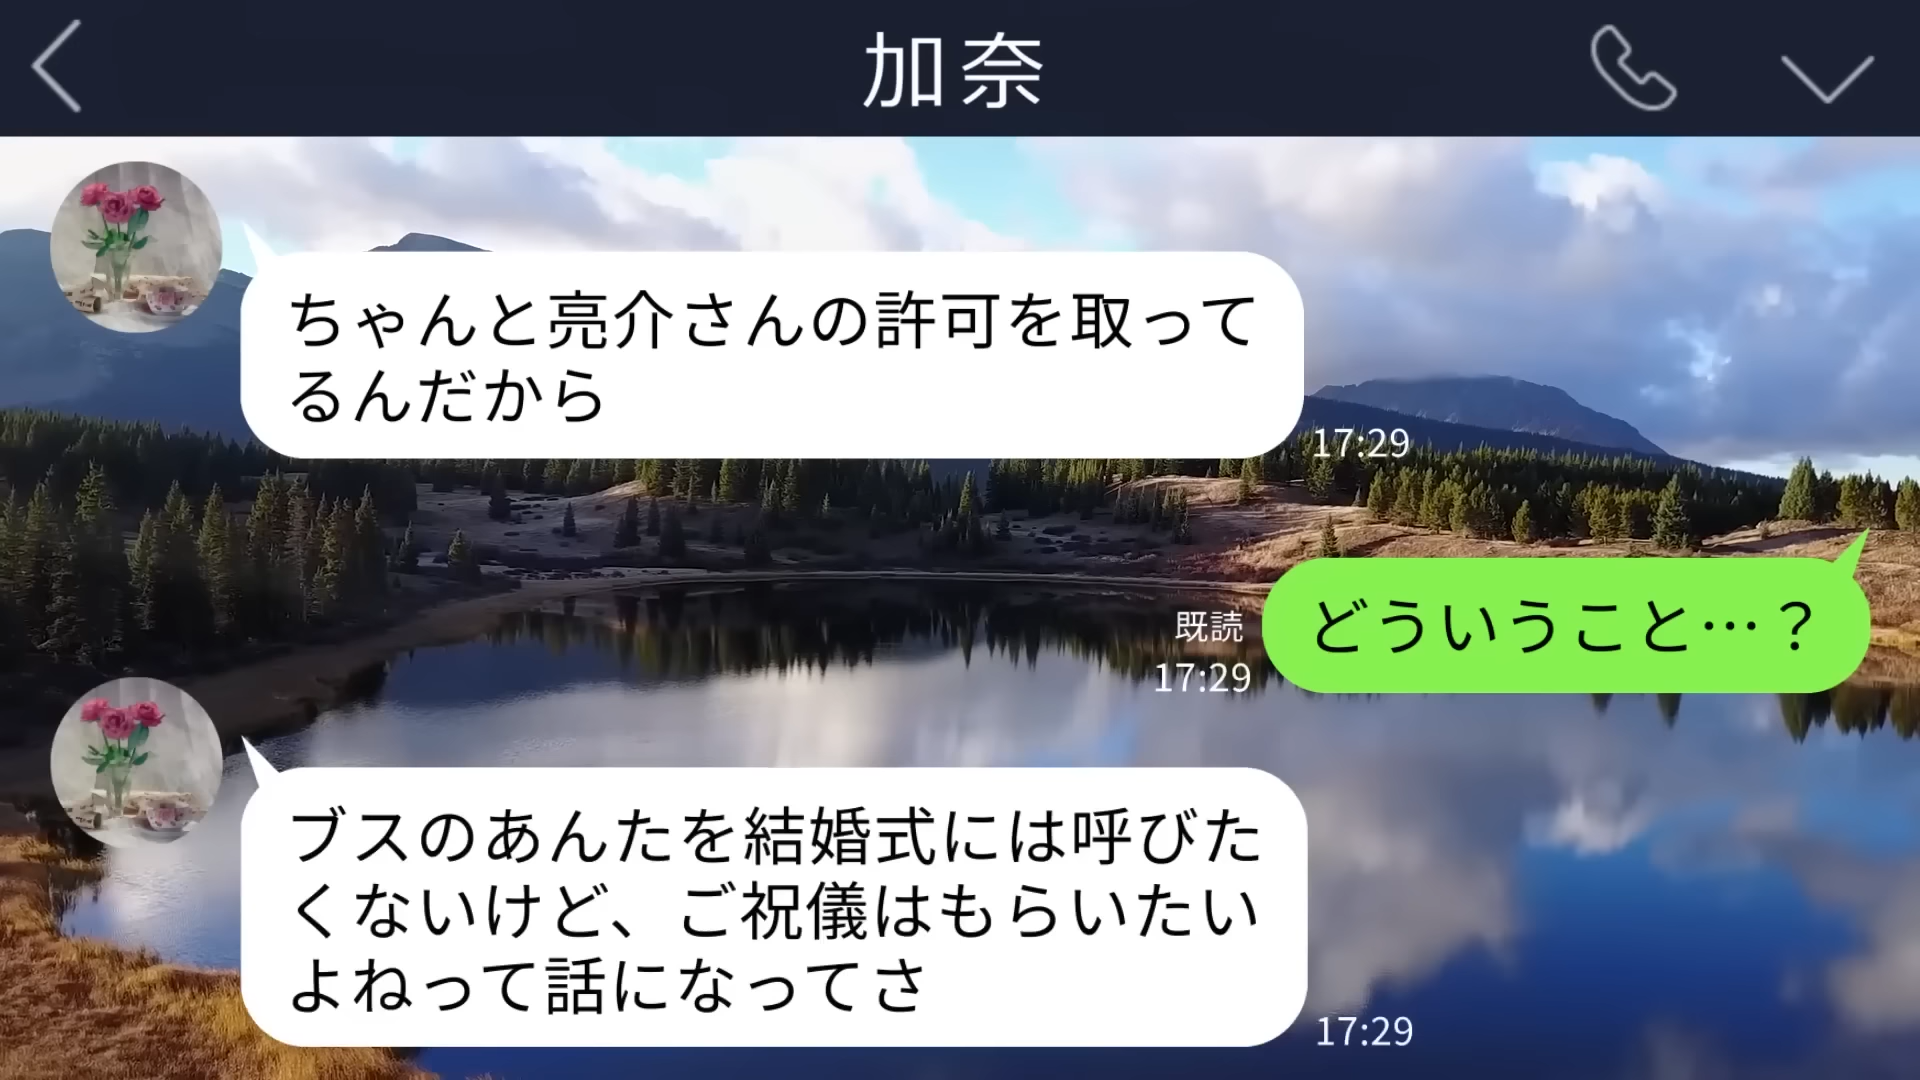 加奈
ちゃんと亮介さんの許可を取って
るんだから
17:29
どういうこと…？
既読
17:29
ブスのあんたを結婚式には呼びた
くないけど、ご祝儀はもらいたい
よねって話になってさ
17:29